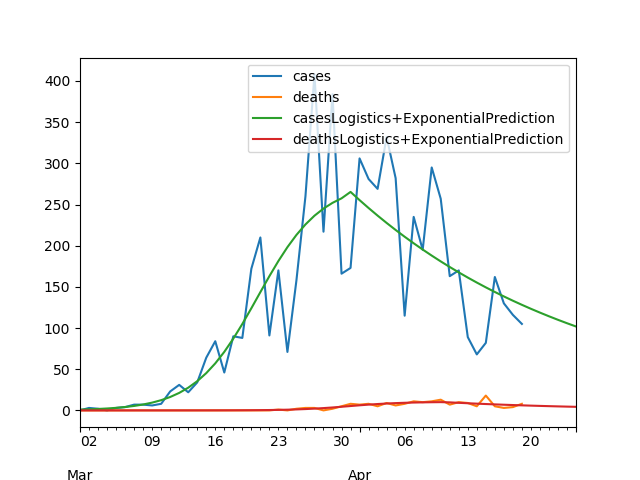 400
350
300
250
200
150
100
50
0
cases
deaths
casesLogistics+ExponentialPrediction
deathsLogistics+ExponentialPrediction
02 09 16 23 30 06 13 20
Mar Apr